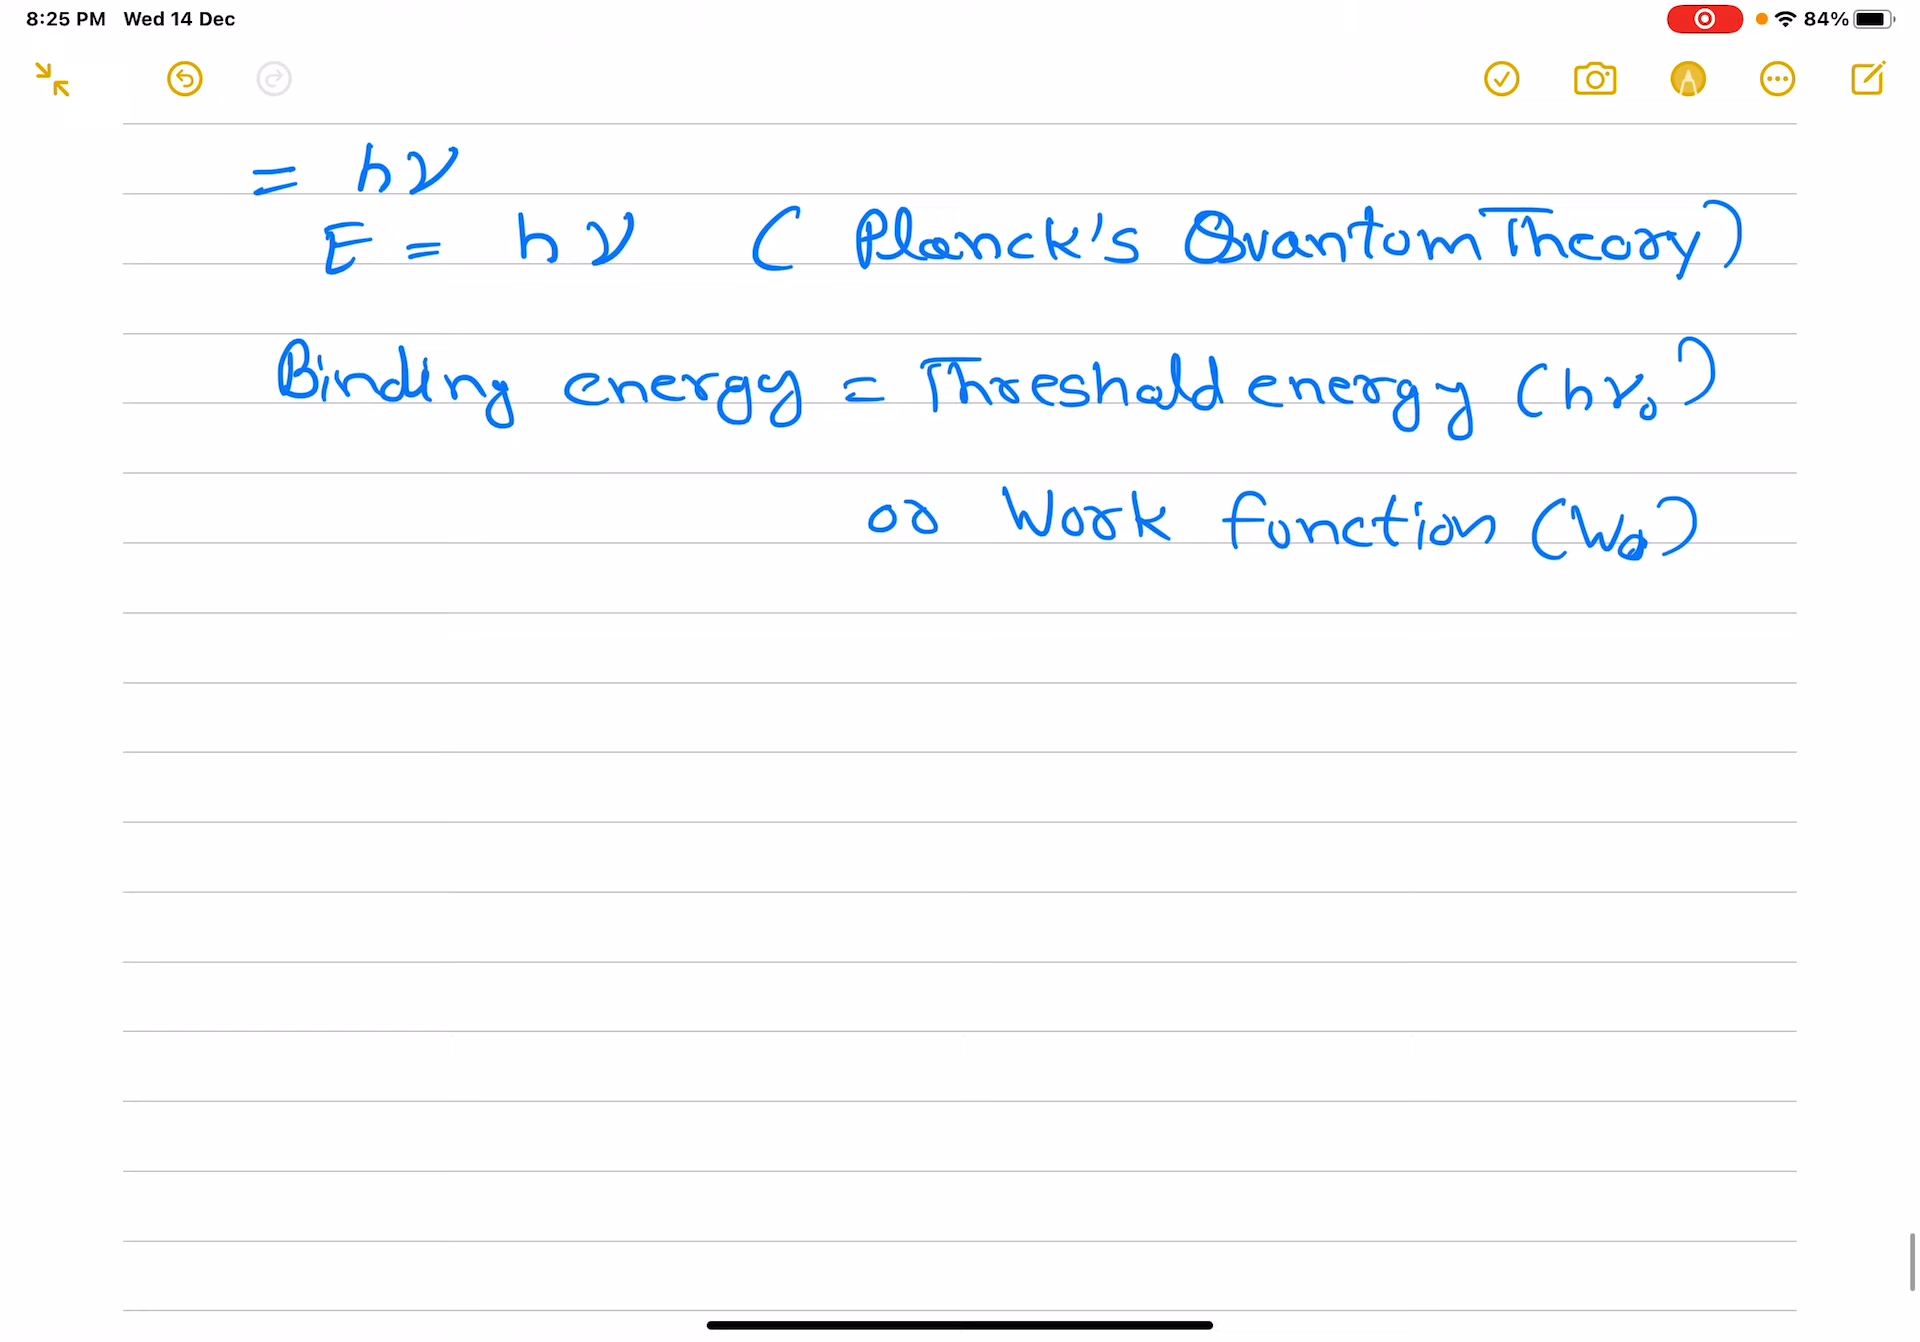 8:25 PM Wed 14 Dec 84%
= hν
E = hν ( Planck's Quantum Theory )
Binding energy = Threshold energy (hν₀)
or Work function (W₀)